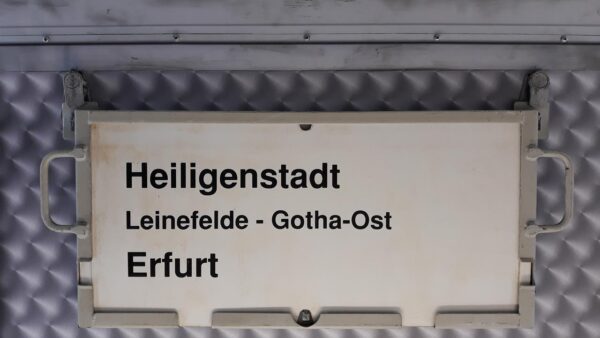 Heiligenstadt
Leinefelde - Gotha-Ost
Erfurt